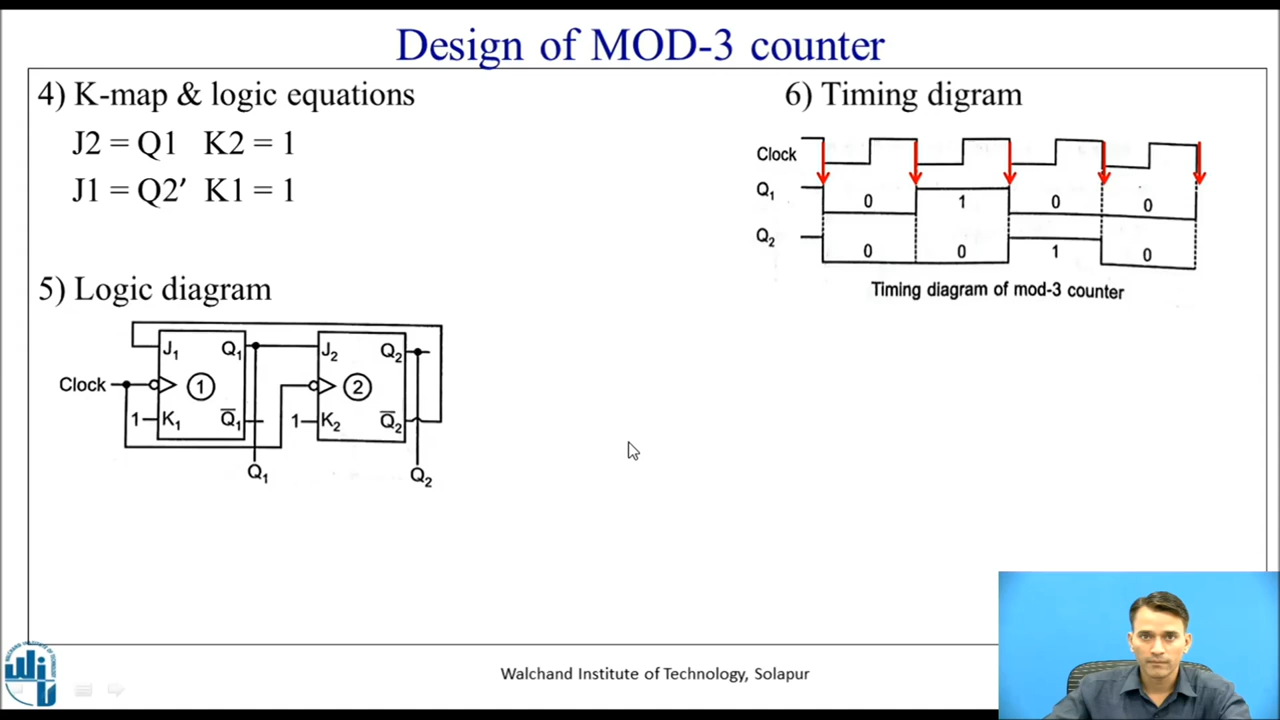 Design of MOD-3 counter
4) K-map & logic equations
J2 = Q1 K2 = 1
J1 = Q2′ K1 = 1
5) Logic diagram
J₁ Q₁ J₂ Q₂
Clock 1 2
1 K₁ Q̅₁ 1 K₂ Q̅₂
Q₁ Q₂
6) Timing digram
Clock
Q₁ 0 1 0 0
Q₂ 0 0 1 0
Timing diagram of mod-3 counter
Walchand Institute of Technology, Solapur